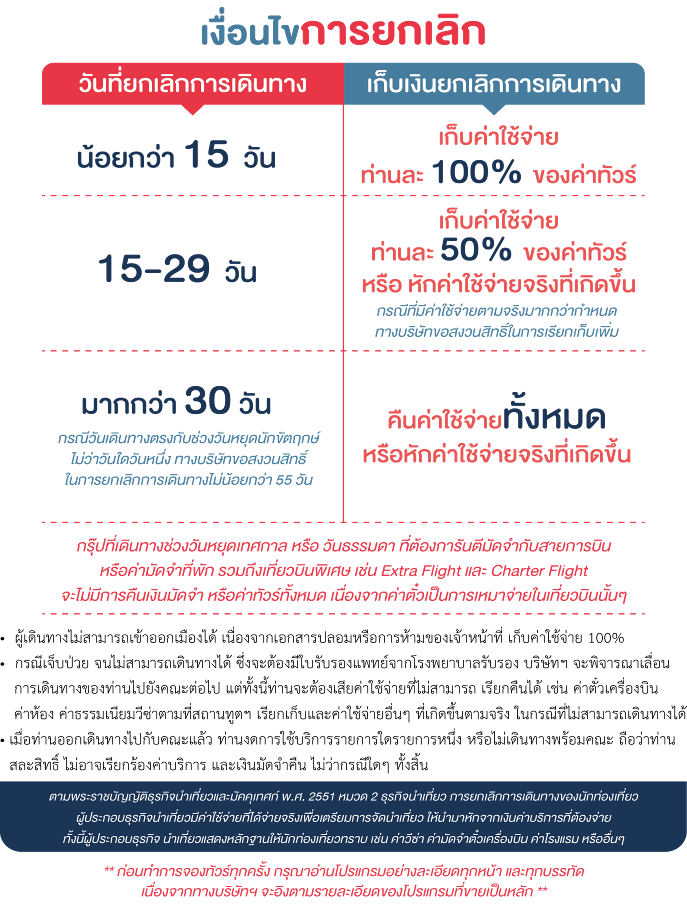 เงื่อนไขการยกเลิก
วันที่ยกเลิกการเดินทาง
เก็บเงินยกเลิกการเดินทาง
น้อยกว่า 15 วัน
เก็บค่าใช้จ่าย
ท่านละ 100% ของค่าทัวร์
15-29 วัน
เก็บค่าใช้จ่าย
ท่านละ 50% ของค่าทัวร์
หรือ หักค่าใช้จ่ายจริงที่เกิดขึ้น
กรณีที่มีค่าใช้จ่ายตามจริงมากกว่ากำหนด
ทางบริษัทขอสงวนสิทธิ์ในการเรียกเก็บเพิ่ม
มากกว่า 30 วัน
กรณีวันเดินทางตรงกับช่วงวันหยุดนักขัตฤกษ์
ไม่ว่าวันใดวันหนึ่ง ทางบริษัทขอสงวนสิทธิ์
ในการยกเลิกการเดินทางไม่น้อยกว่า 55 วัน
คืนค่าใช้จ่ายทั้งหมด
หรือหักค่าใช้จ่ายจริงที่เกิดขึ้น
กรุ๊ปที่เดินทางช่วงวันหยุดเทศกาล หรือ วันธรรมดา ที่ต้องการันตีมัดจำกับสายการบิน
หรือค่ามัดจำที่พัก รวมถึงเที่ยวบินพิเศษ เช่น Extra Flight และ Charter Flight
จะไม่มีการคืนเงินมัดจำ หรือค่าทัวร์ทั้งหมด เนื่องจากค่าตั๋วเป็นการเหมาจ่ายในเที่ยวบินนั้นๆ
• ผู้เดินทางไม่สามารถเข้าออกเมืองได้ เนื่องจากเอกสารปลอมหรือการห้ามของเจ้าหน้าที่ เก็บค่าใช้จ่าย 100%
• กรณีเจ็บป่วย จนไม่สามารถเดินทางได้ ซึ่งจะต้องมีใบรับรองแพทย์จากโรงพยาบาลรับรอง บริษัทฯ จะพิจารณาเลื่อน
การเดินทางของท่านไปยังคณะต่อไป แต่ทั้งนี้ท่านจะต้องเสียค่าใช้จ่ายที่ไม่สามารถ เรียกคืนได้ เช่น ค่าตั๋วเครื่องบิน
ค่าห้อง ค่าธรรมเนียมวีซ่าตามที่สถานทูตฯ เรียกเก็บและค่าใช้จ่ายอื่นๆ ที่เกิดขึ้นตามจริง ในกรณีที่ไม่สามารถเดินทางได้
• เมื่อท่านออกเดินทางไปกับคณะแล้ว ท่านงดการใช้บริการรายการใดรายการหนึ่ง หรือไม่เดินทางพร้อมคณะ ถือว่าท่าน
สละสิทธิ์ ไม่อาจเรียกร้องค่าบริการ และเงินมัดจำคืน ไม่ว่ากรณีใดๆ ทั้งสิ้น
ตามพระราชบัญญัติธุรกิจนำเที่ยวและมัคคุเทศก์ พ.ศ. 2551 หมวด 2 ธุรกิจนำเที่ยว การยกเลิกการเดินทางของนักท่องเที่ยว
ผู้ประกอบธุรกิจนำเที่ยวมีค่าใช้จ่ายที่ได้จ่ายจริงเพื่อเตรียมการจัดนำเที่ยว ให้นำมาหักจากเงินค่าบริการที่ต้องจ่าย
ทั้งนี้ผู้ประกอบธุรกิจ นำเที่ยวแสดงหลักฐานให้นักท่องเที่ยวทราบ เช่น ค่าวีซ่า ค่ามัดจำตั๋วเครื่องบิน ค่าโรงแรม หรืออื่นๆ
** ก่อนทำการจองทัวร์ทุกครั้ง กรุณาอ่านโปรแกรมอย่างละเอียดทุกหน้า และทุกบรรทัด
เนื่องจากทางบริษัทฯ จะอิงตามรายละเอียดของโปรแกรมที่ขายเป็นหลัก **